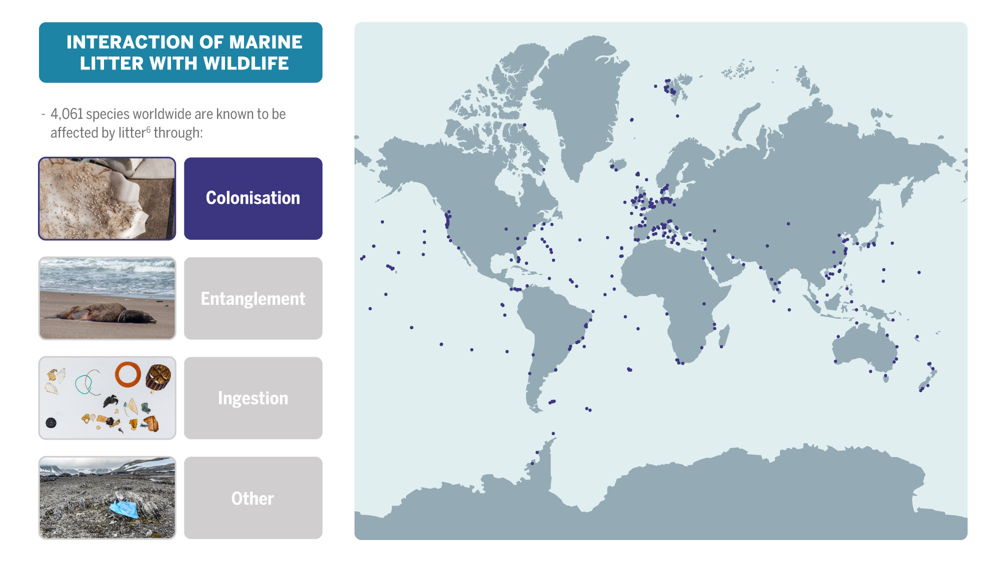 INTERACTION OF MARINE
LITTER WITH WILDLIFE
- 4,061 species worldwide are known to be
affected by litter⁶ through:
Colonisation
Entanglement
Ingestion
Other